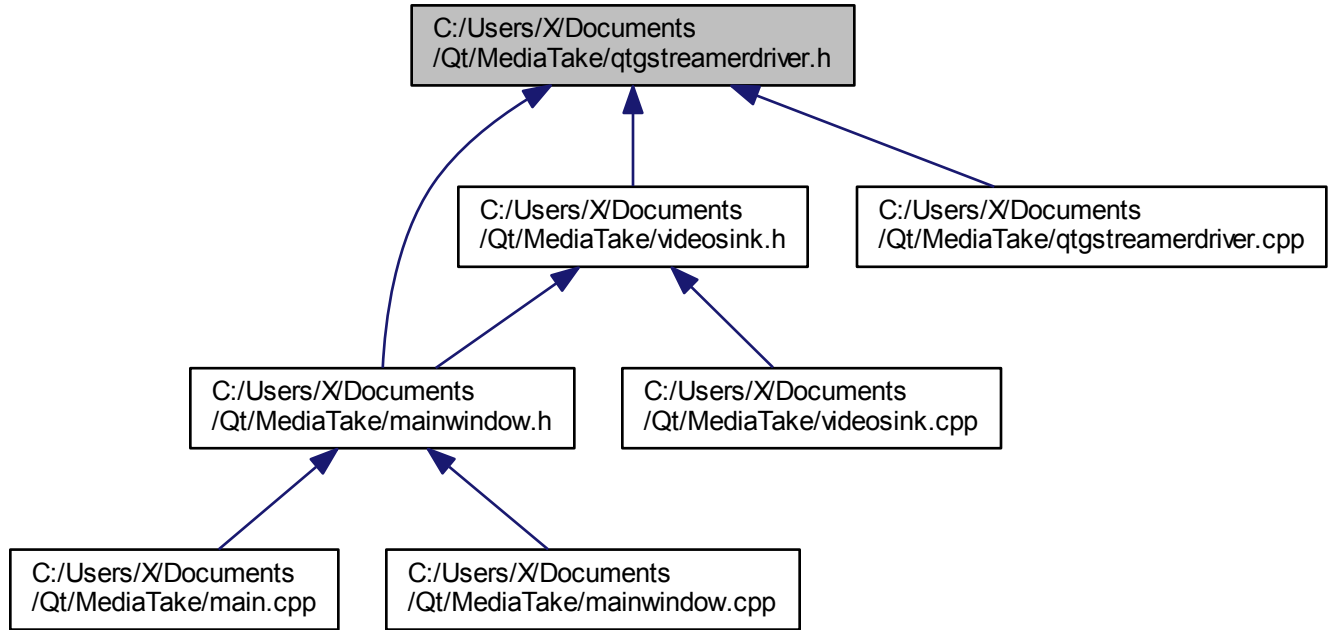 C:/Users/X/Documents
/Qt/MediaTake/qtgstreamerdriver.h
C:/Users/X/Documents
/Qt/MediaTake/videosink.h
C:/Users/X/Documents
/Qt/MediaTake/qtgstreamerdriver.cpp
C:/Users/X/Documents
/Qt/MediaTake/mainwindow.h
C:/Users/X/Documents
/Qt/MediaTake/videosink.cpp
C:/Users/X/Documents
/Qt/MediaTake/main.cpp
C:/Users/X/Documents
/Qt/MediaTake/mainwindow.cpp